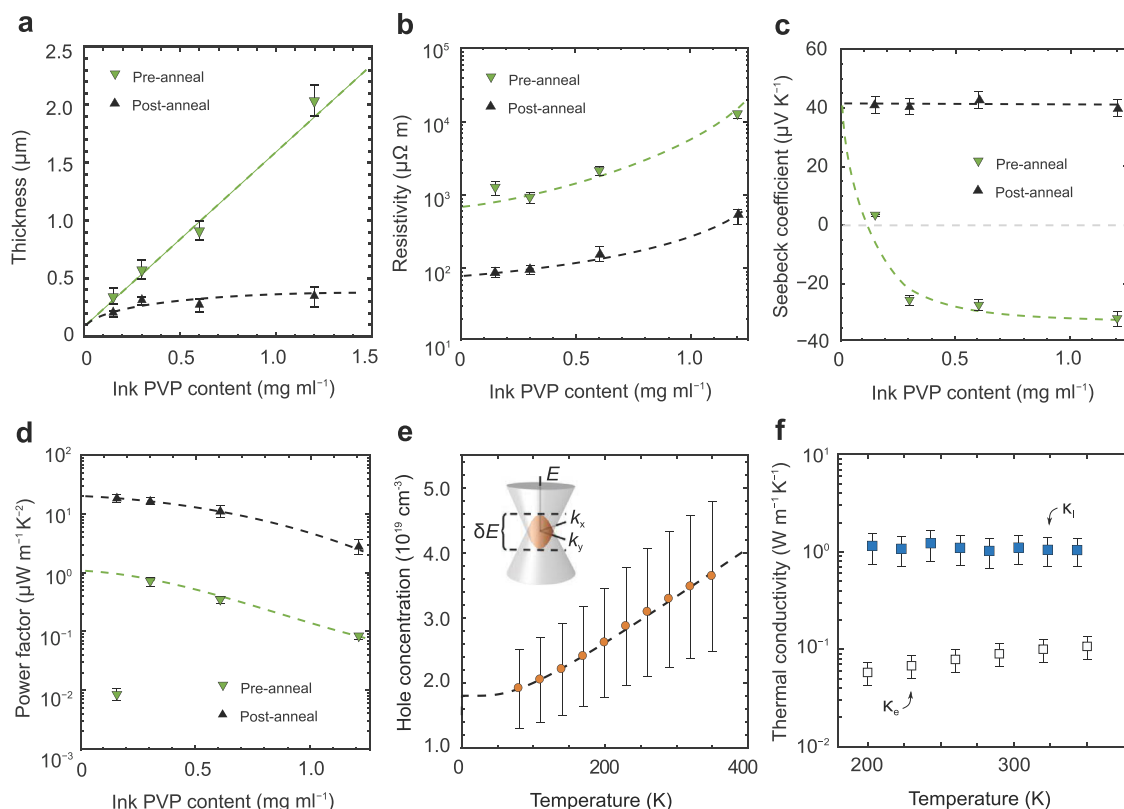 a
Thickness (μm)
2.0
1.5
1.0
0.5
0
0
0.5
1.0
1.5
Pre-anneal
Post-anneal
Ink PVP content (mg ml⁻¹)
b
Resistivity (μΩ m)
10⁵
10⁴
10³
10²
10¹
0
0.5
1.0
Pre-anneal
Post-anneal
Ink PVP content (mg ml⁻¹)
c
Seebeck coefficient (μV K⁻¹)
60
40
20
0
−20
−40
0
0.5
1.0
Pre-anneal
Post-anneal
Ink PVP content (mg ml⁻¹)
d
Power factor (μW m⁻¹ K⁻²)
10²
10¹
10⁰
10⁻¹
10⁻²
10⁻³
0
0.5
1.0
Pre-anneal
Post-anneal
Ink PVP content (mg ml⁻¹)
e
Hole concentration (10¹⁹ cm⁻³)
5.0
4.0
3.0
2.0
1.0
0
200
400
E
δE
kₓ
k_y
Temperature (K)
f
Thermal conductivity (W m⁻¹ K⁻¹)
10¹
10⁰
10⁻¹
10⁻²
200
250
300
350
κₗ
κₑ
Temperature (K)